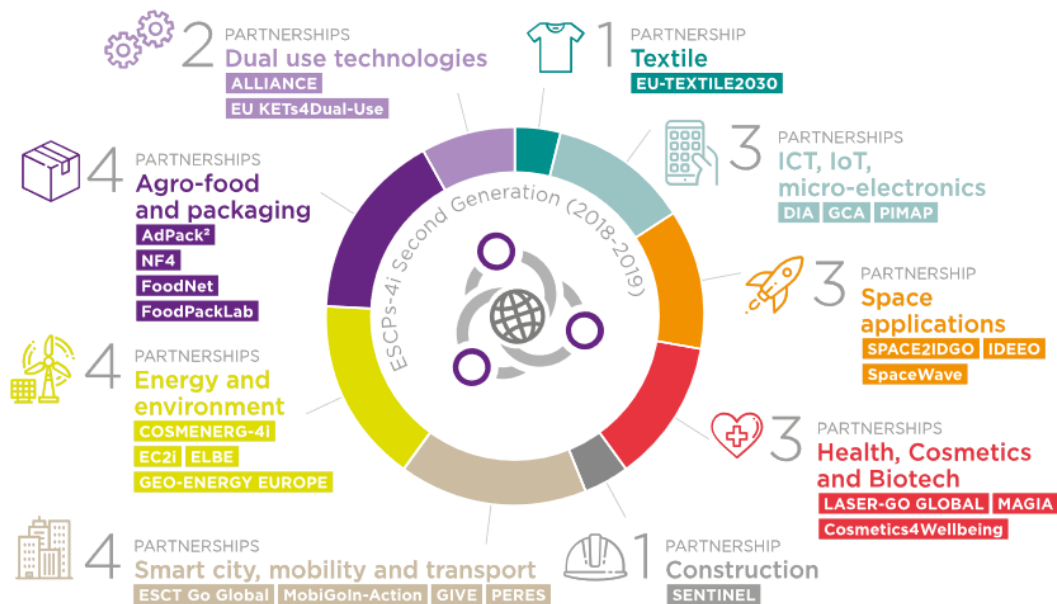 2 PARTNERSHIPS
Dual use technologies
ALLIANCE
EU KETs4Dual-Use
1 PARTNERSHIP
Textile
EU-TEXTILE2030
4 PARTNERSHIPS
Agro-food
and packaging
AdPack²
NF4
FoodNet
FoodPackLab
3 PARTNERSHIPS
ICT, IoT,
micro-electronics
DIA GCA PIMAP
ESCPs-4i Second Generation (2018-2019)
3 PARTNERSHIP
Space
applications
SPACE2IDGO IDEEO
SpaceWave
4 PARTNERSHIPS
Energy and
environment
COSMENERG-4i
EC2i ELBE
GEO-ENERGY EUROPE
3 PARTNERSHIPS
Health, Cosmetics
and Biotech
LASER-GO GLOBAL MAGIA
Cosmetics4Wellbeing
4 PARTNERSHIPS
Smart city, mobility and transport
ESCT Go Global MobiGoIn-Action GIVE PERES
1 PARTNERSHIP
Construction
SENTINEL